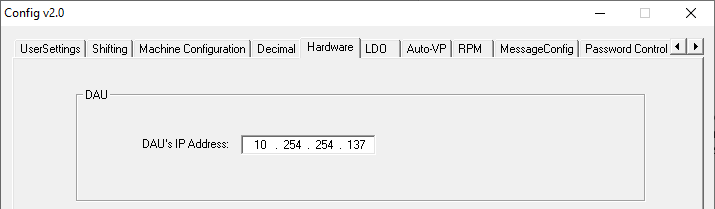 Config v2.0
UserSettings Shifting Machine Configuration Decimal Hardware LDO Auto-VP RPM MessageConfig Password Control
DAU
DAU's IP Address: 10 . 254 . 254 . 137